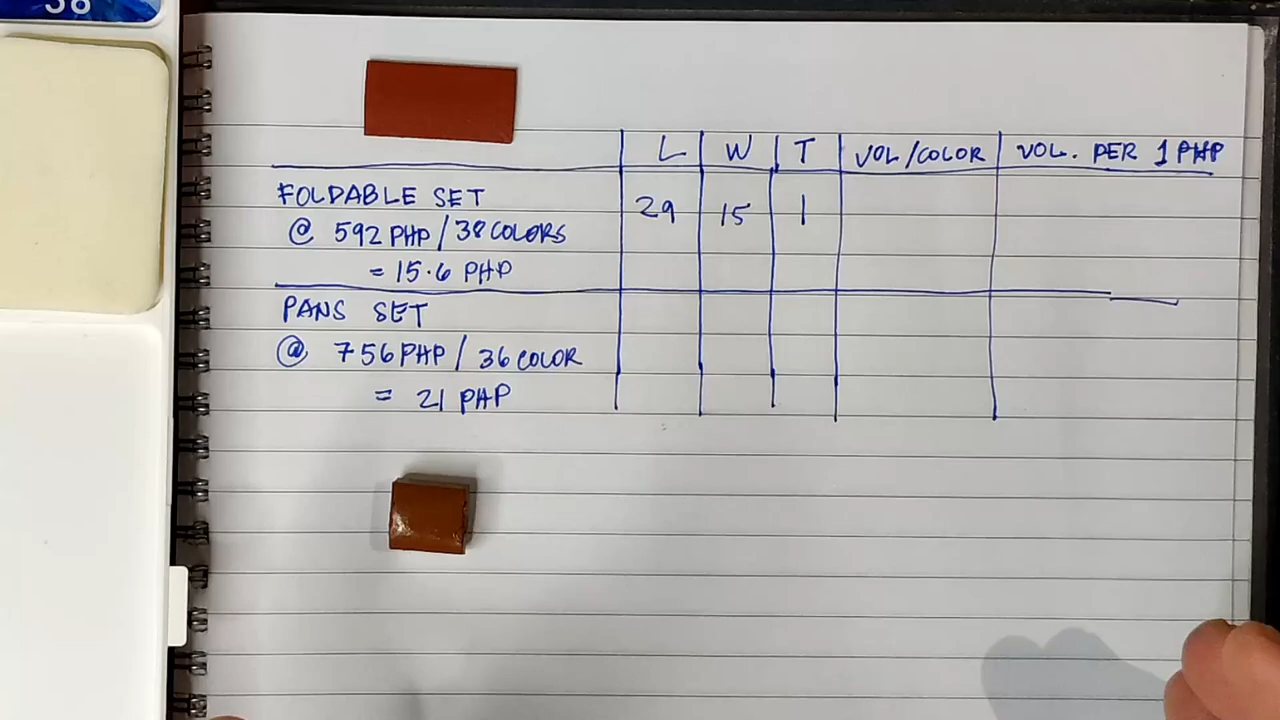 38
L W T VOL/COLOR VOL. PER 1 PHP
FOLDABLE SET
29 15 1
@ 592 PHP/38 COLORS
= 15.6 PHP
PANS SET
@ 756 PHP/ 36 COLOR
= 21 PHP